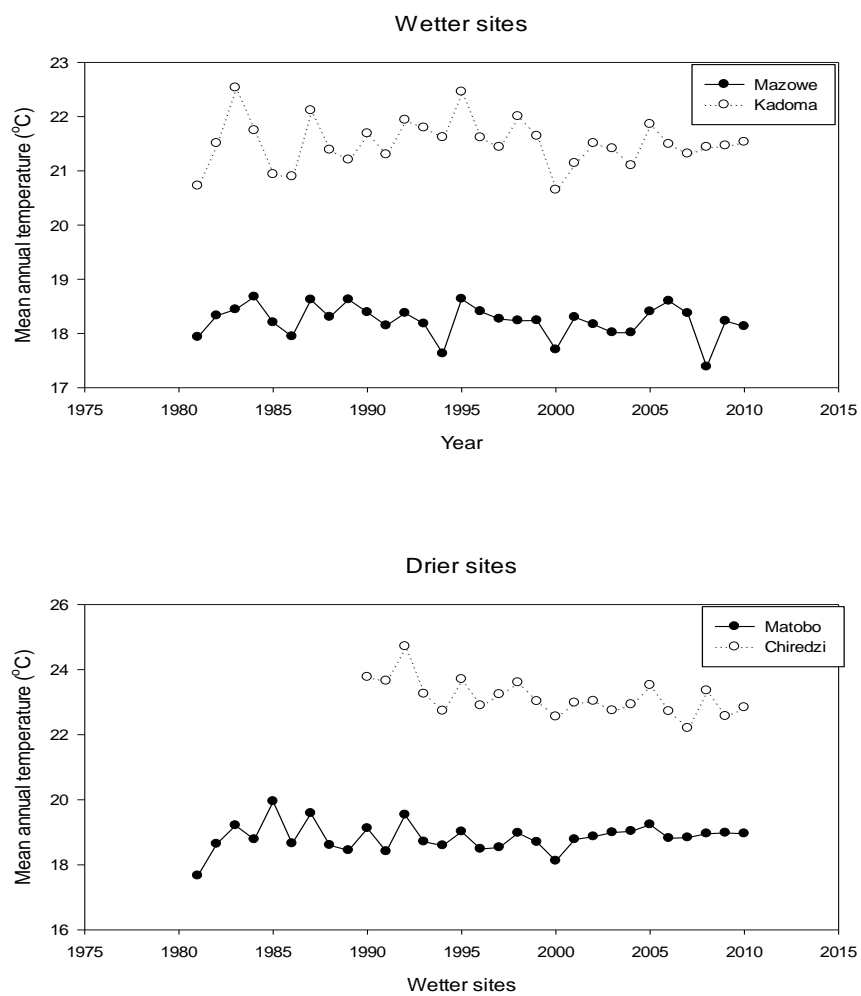 Wetter sites
Mean annual temperature (°C)
23
22
21
20
19
18
17
Mazowe
Kadoma
1975 1980 1985 1990 1995 2000 2005 2010 2015
Year
Drier sites
Mean annual temperature (°C)
26
24
22
20
18
16
Matobo
Chiredzi
1975 1980 1985 1990 1995 2000 2005 2010 2015
Wetter sites